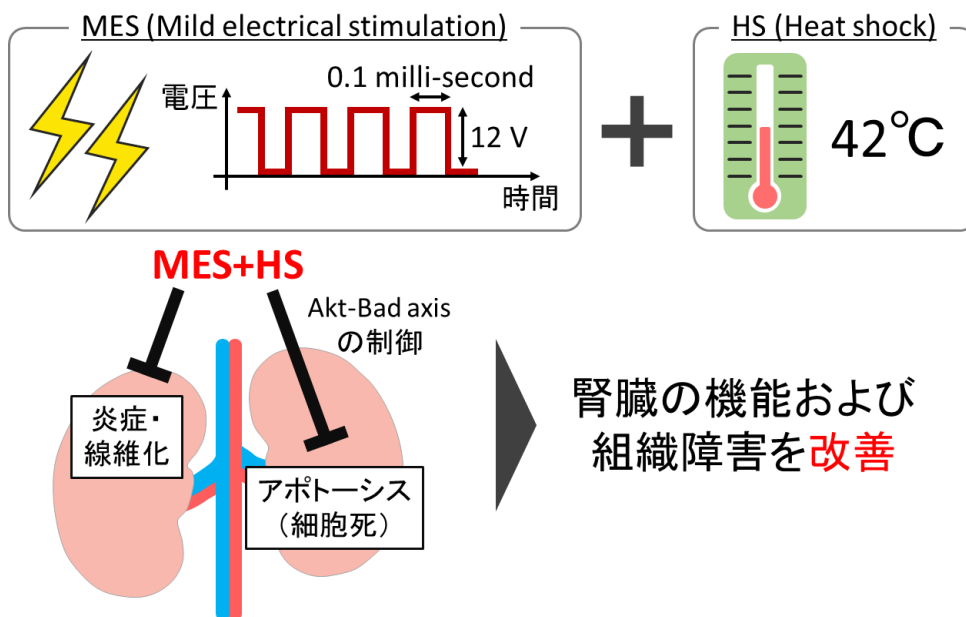 MES (Mild electrical stimulation)
電圧
0.1 milli-second
12 V
時間
HS (Heat shock)
42℃
MES+HS
Akt-Bad axis
の制御
炎症・
線維化
アポトーシス
（細胞死）
腎臓の機能および
組織障害を改善